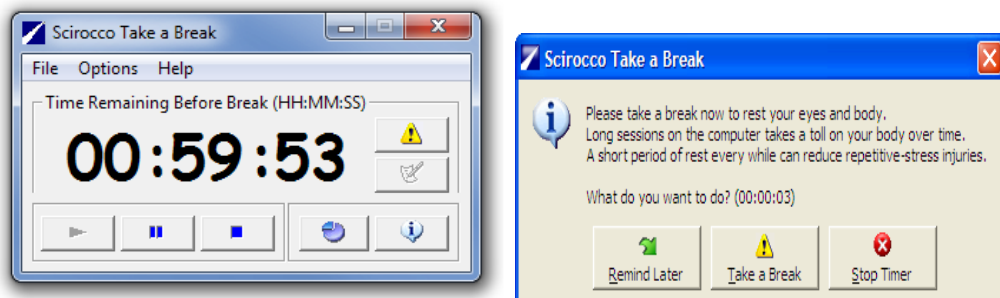 Scirocco Take a Break
File Options Help
Time Remaining Before Break (HH:MM:SS)
00:59:53
Scirocco Take a Break
Please take a break now to rest your eyes and body.
Long sessions on the computer takes a toll on your body over time.
A short period of rest every while can reduce repetitive-stress injuries.
What do you want to do? (00:00:03)
Remind Later Take a Break Stop Timer